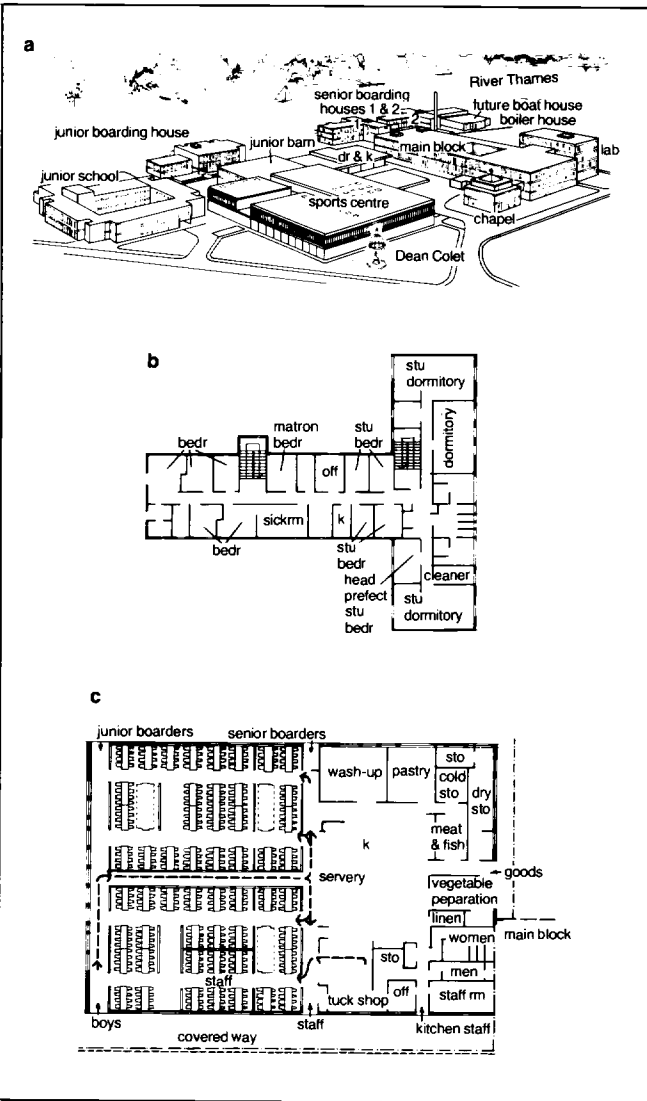 a
River Thames
senior boarding
houses 1 & 2
future boat house
boiler house
junior boarding house
junior barn
1
2
dr & k
main block
lab
junior school
sports centre
chapel
Dean Colet
b
stu
dormitory
bedr
matron
bedr
stu
bedr
off
dormitory
sickrm
k
bedr
stu
bedr
head
prefect
stu
bedr
cleaner
stu
dormitory
c
junior boarders
senior boarders
wash-up
pastry
sto
cold
sto
dry
sto
meat
& fish
k
servery
goods
vegetable
peparation
linen
main block
women
men
sto
staff
tuck shop
off
staff rm
boys
staff
kitchen staff
covered way